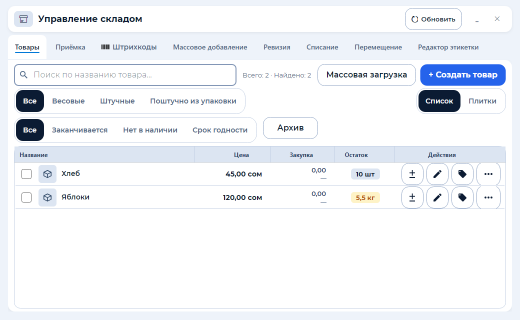 Управление складом
Обновить
Товары Приёмка Штрихкоды Массовое добавление Ревизия Списание Перемещение Редактор этикетки
Поиск по названию товара...
Всего: 2 · Найдено: 2
Массовая загрузка
+ Создать товар
Все Весовые Штучные Поштучно из упаковки
Список Плитки
Все Заканчивается Нет в наличии Срок годности
Архив
Название Цена Закупка Остаток Действия
Хлеб 45,00 сом 0,00 10 шт
—
Яблоки 120,00 сом 0,00 5,5 кг
—